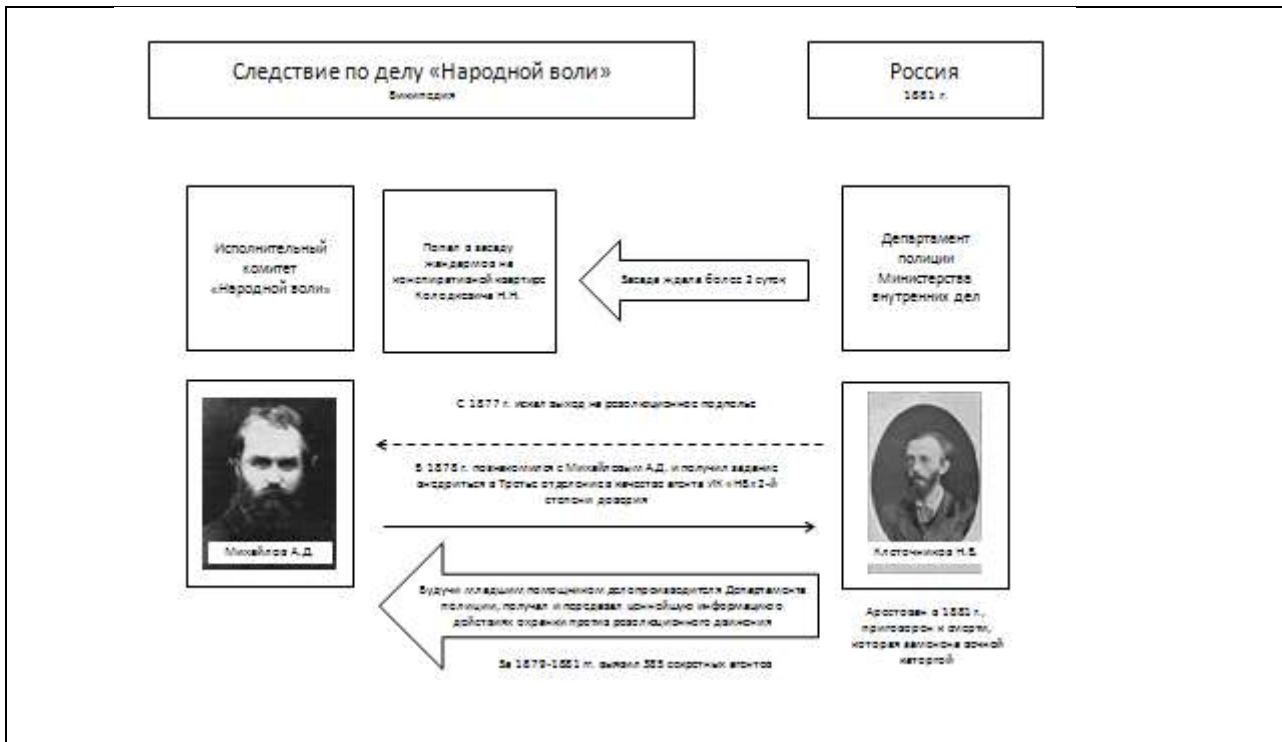 Следствие по делу «Народной воли»
Википедия
Россия
1881 г.
Исполнительный
комитет
«Народной воли»
Попал в засаду
жандармов на
конспиративной квартире
Колодкевича Н.Н.
Засада ждала более 2 суток
Департамент
полиции
Министерства
внутренних дел
С 1877 г. искал выход на революционное подполье
В 1878 г. познакомился с Михайловым А.Д. и получил задание
внедриться в Третье отделение в качестве агента ИК «НВ» 2-й
степени доверия
Михайлов А.Д.
Клеточников Н.В.
Будучи младшим помощником делопроизводителя Департамента
полиции, получал и передавал ценнейшую информацию о
действиях охранки против революционного движения
За 1879-1881 гг. выявил 385 секретных агентов
Арестован в 1881 г.,
приговорен к смерти,
которая заменена вечной
каторгой